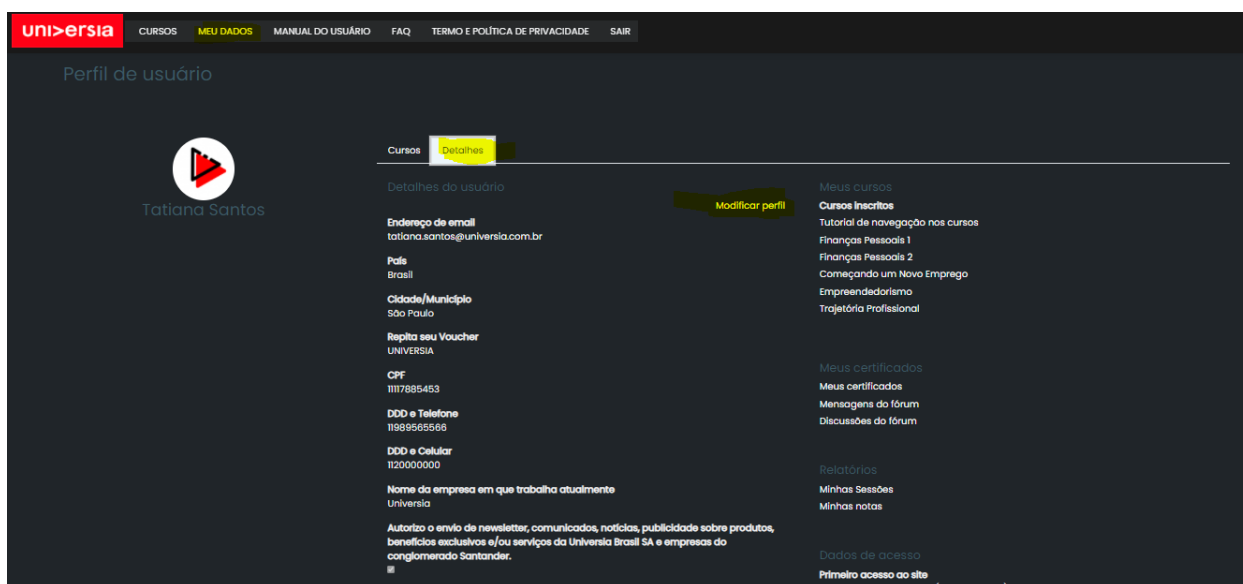 uni>ersia
CURSOS MEU DADOS MANUAL DO USUÁRIO FAQ TERMO E POLÍTICA DE PRIVACIDADE SAIR
Perfil de usuário
Tatiana Santos
Cursos Detalhes
Detalhes do usuário
Modificar perfil
Endereço de email
tatiana.santos@universia.com.br
País
Brasil
Cidade/Município
São Paulo
Repita seu Voucher
UNIVERSIA
CPF
11117885453
DDD e Telefone
11989565566
DDD e Celular
1120000000
Nome da empresa em que trabalha atualmente
Universia
Autorizo o envio de newsletter, comunicados, notícias, publicidade sobre produtos,
benefícios exclusivos e/ou serviços da Universia Brasil SA e empresas do
conglomerado Santander.
Meus cursos
Cursos inscritos
Tutorial de navegação nos cursos
Finanças Pessoais 1
Finanças Pessoais 2
Começando um Novo Emprego
Empreendedorismo
Trajetória Profissional
Meus certificados
Meus certificados
Mensagens do fórum
Discussões do fórum
Relatórios
Minhas Sessões
Minhas notas
Dados de acesso
Primeiro acesso ao site